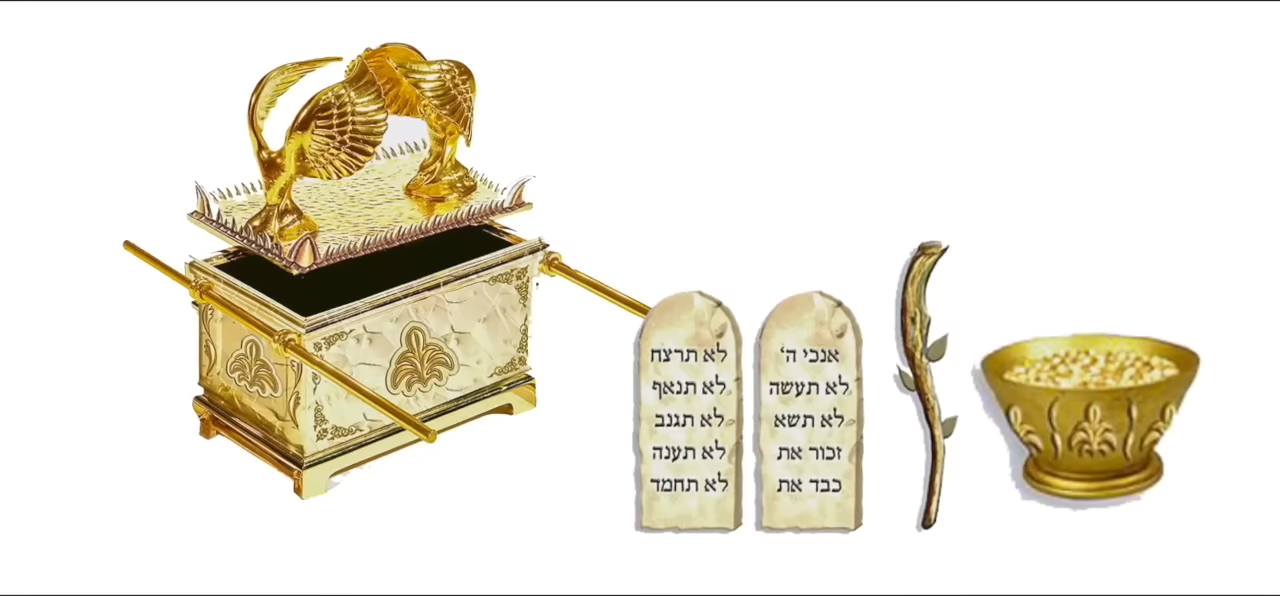 אנכי ה'
לא תעשה
לא תשא
זכור את
כבד את
לא תרצח
לא תנאף
לא תגנב
לא תענה
לא תחמד